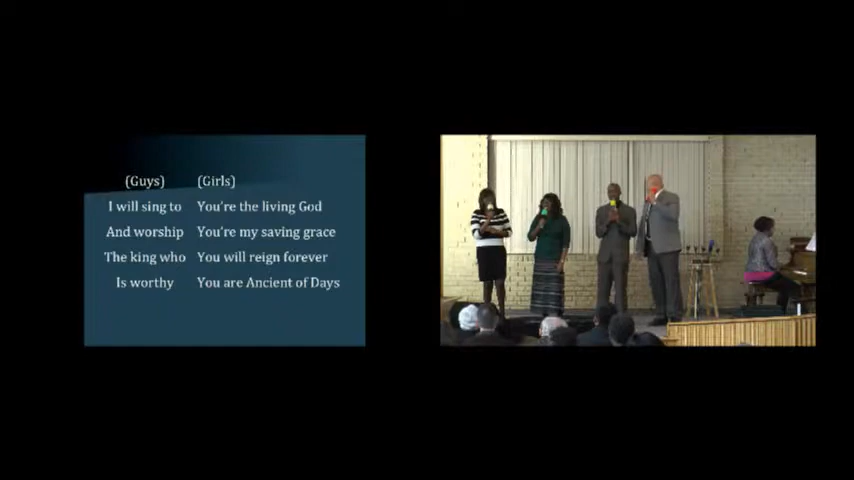 (Guys) (Girls)
I will sing to You're the living God
And worship You're my saving grace
The king who You will reign forever
Is worthy You are Ancient of Days